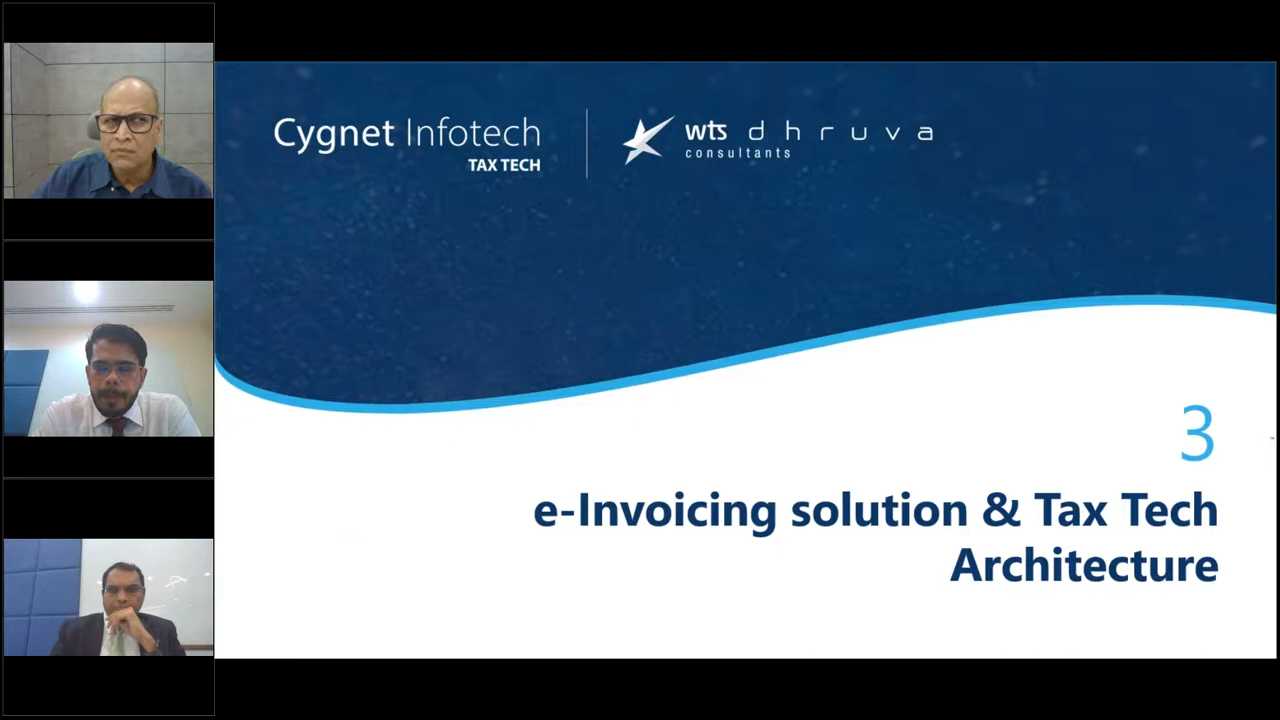 Cygnet Infotech
TAX TECH
wts dhruva
consultants
3
e-Invoicing solution & Tax Tech
Architecture